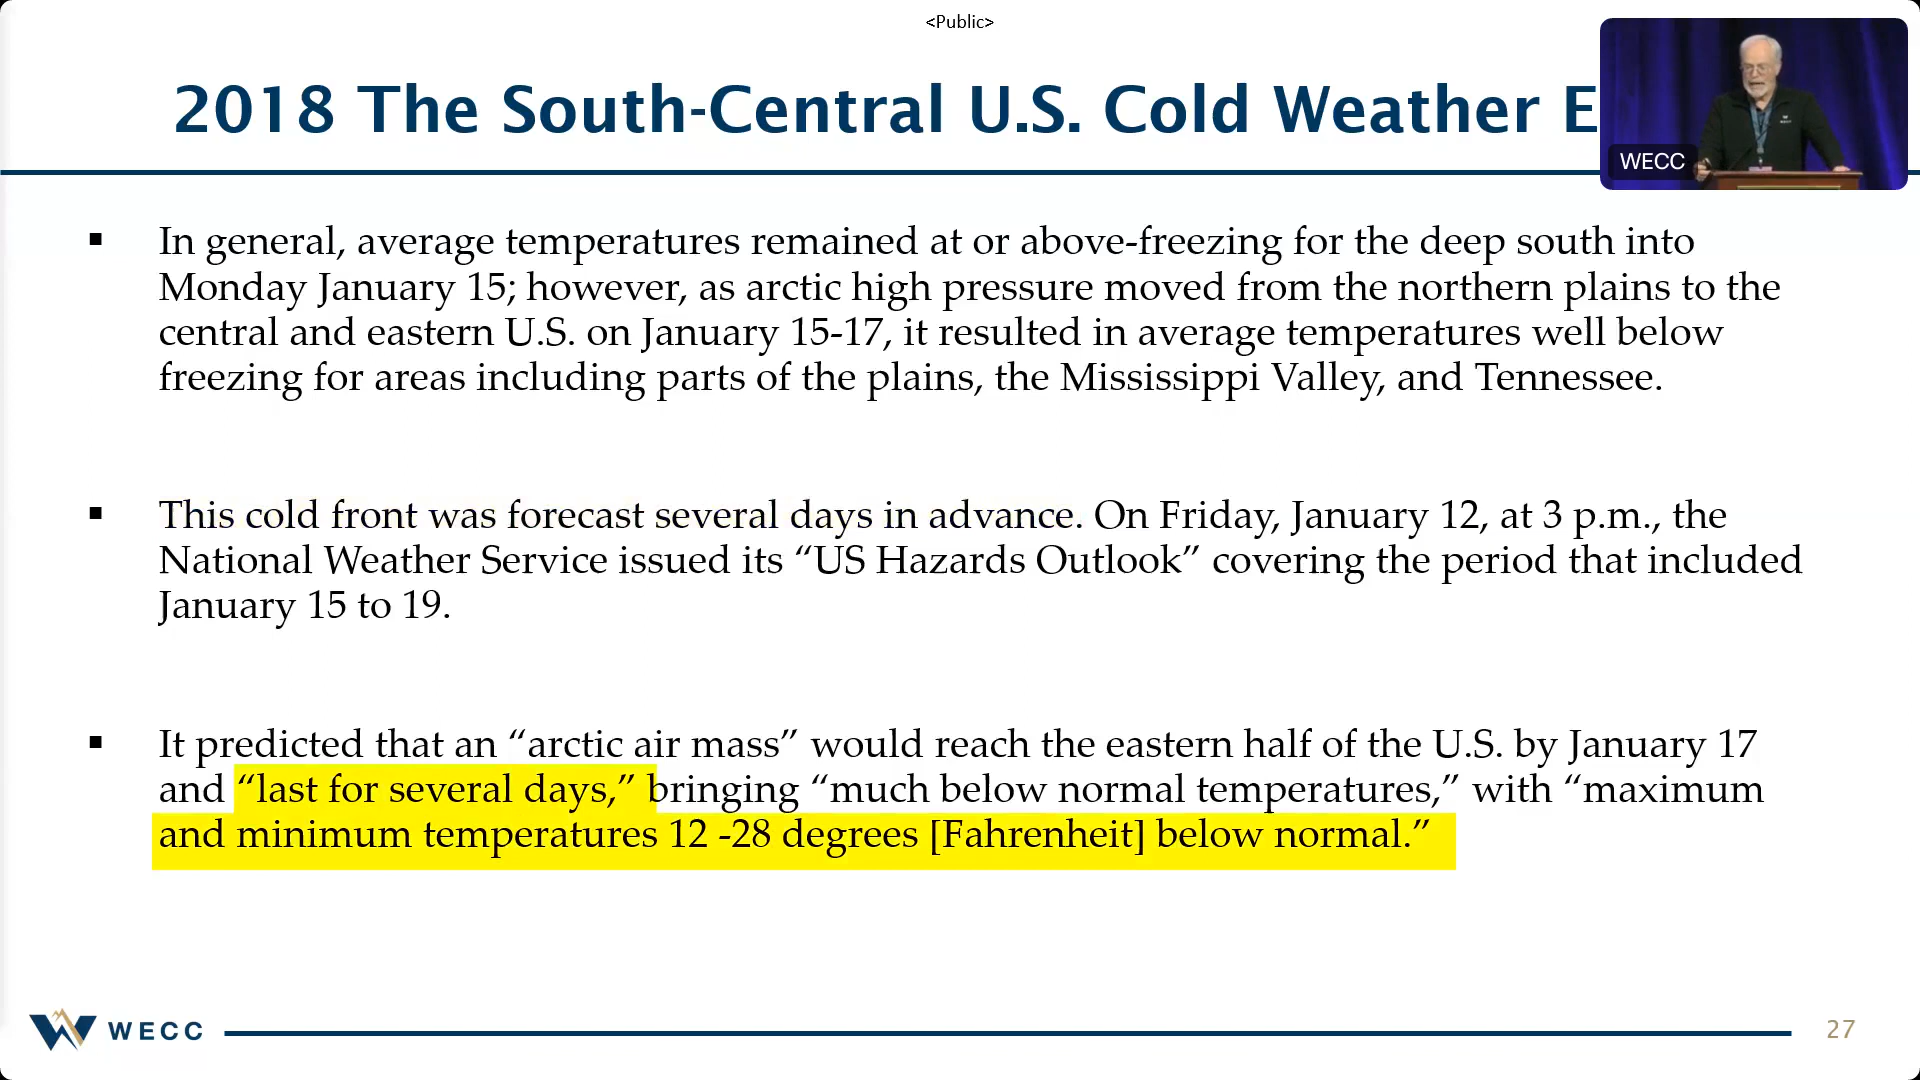 <Public>
2018 The South-Central U.S. Cold Weather E
WECC
▪ In general, average temperatures remained at or above-freezing for the deep south into
Monday January 15; however, as arctic high pressure moved from the northern plains to the
central and eastern U.S. on January 15-17, it resulted in average temperatures well below
freezing for areas including parts of the plains, the Mississippi Valley, and Tennessee.
▪ This cold front was forecast several days in advance. On Friday, January 12, at 3 p.m., the
National Weather Service issued its “US Hazards Outlook” covering the period that included
January 15 to 19.
▪ It predicted that an “arctic air mass” would reach the eastern half of the U.S. by January 17
and “last for several days,” bringing “much below normal temperatures,” with “maximum
and minimum temperatures 12 -28 degrees [Fahrenheit] below normal.”
WECC
27